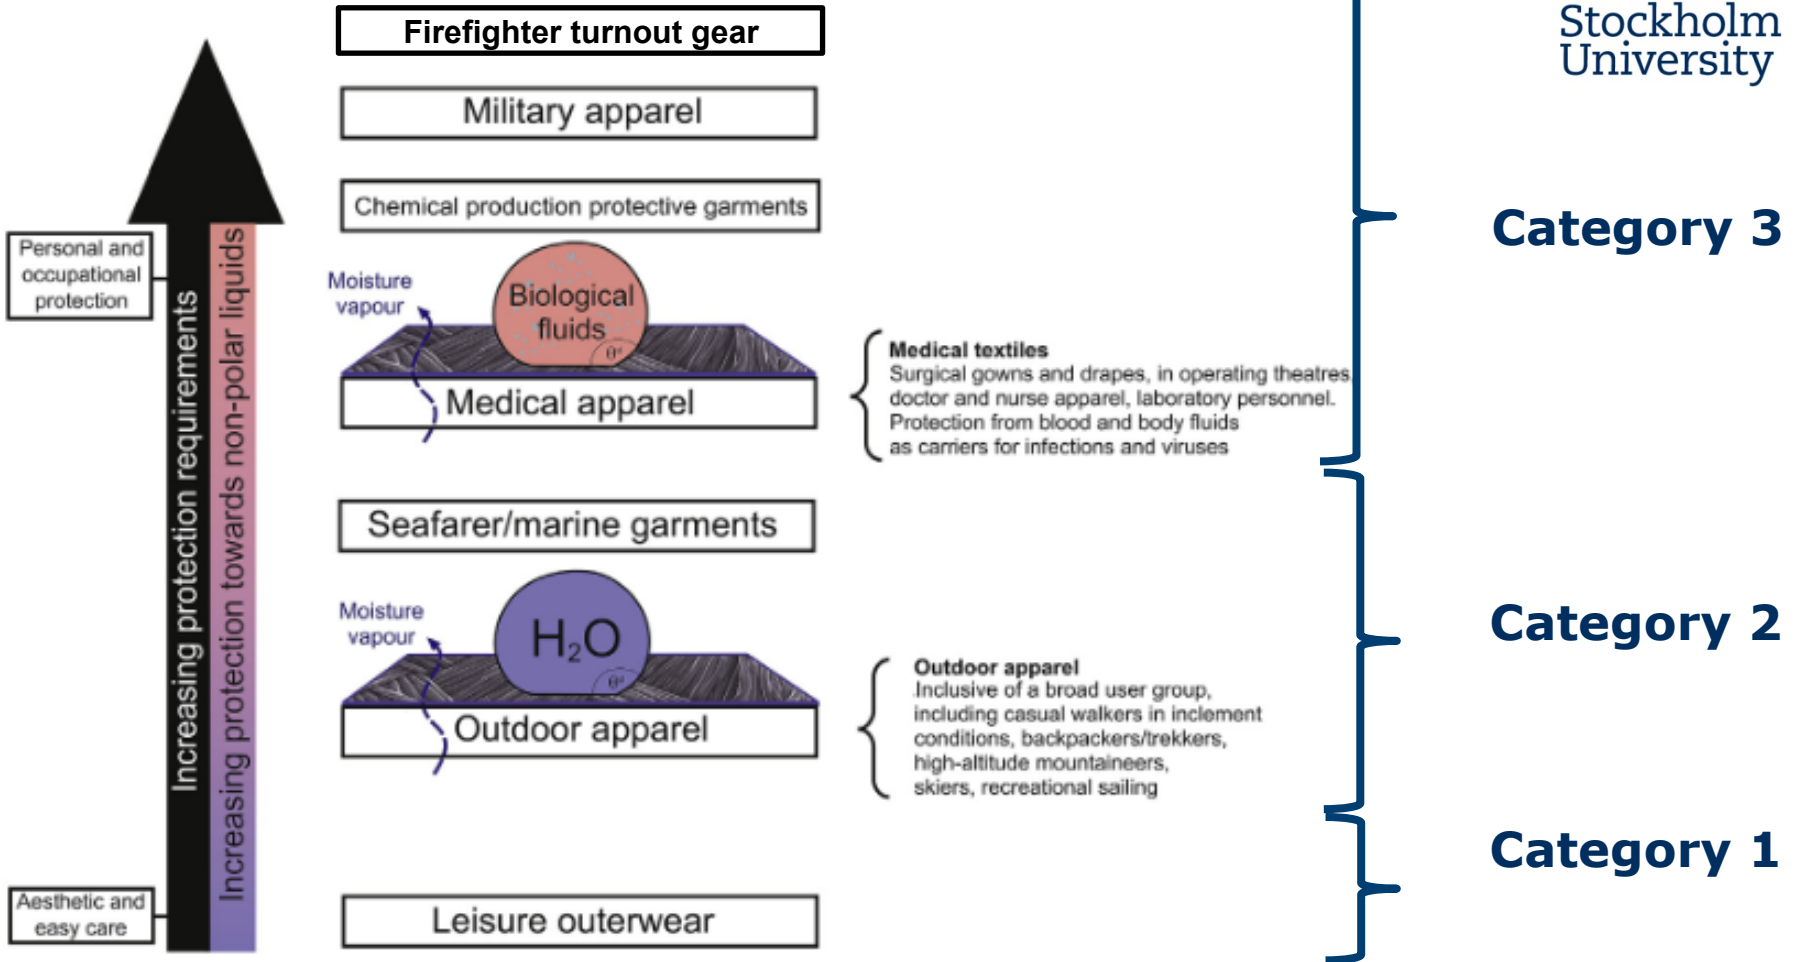 Firefighter turnout gear
Stockholm
University
Military apparel
Chemical production protective garments
Category 3
Personal and
occupational
protection
Increasing protection requirements
Increasing protection towards non-polar liquids
Moisture
vapour
Biological
fluids
θᵈ
Medical apparel
Medical textiles
Surgical gowns and drapes, in operating theatres,
doctor and nurse apparel, laboratory personnel.
Protection from blood and body fluids
as carriers for infections and viruses
Seafarer/marine garments
Moisture
vapour
H₂O
θᵈ
Outdoor apparel
Outdoor apparel
Inclusive of a broad user group,
including casual walkers in inclement
conditions, backpackers/trekkers,
high-altitude mountaineers,
skiers, recreational sailing
Category 2
Category 1
Aesthetic and
easy care
Leisure outerwear